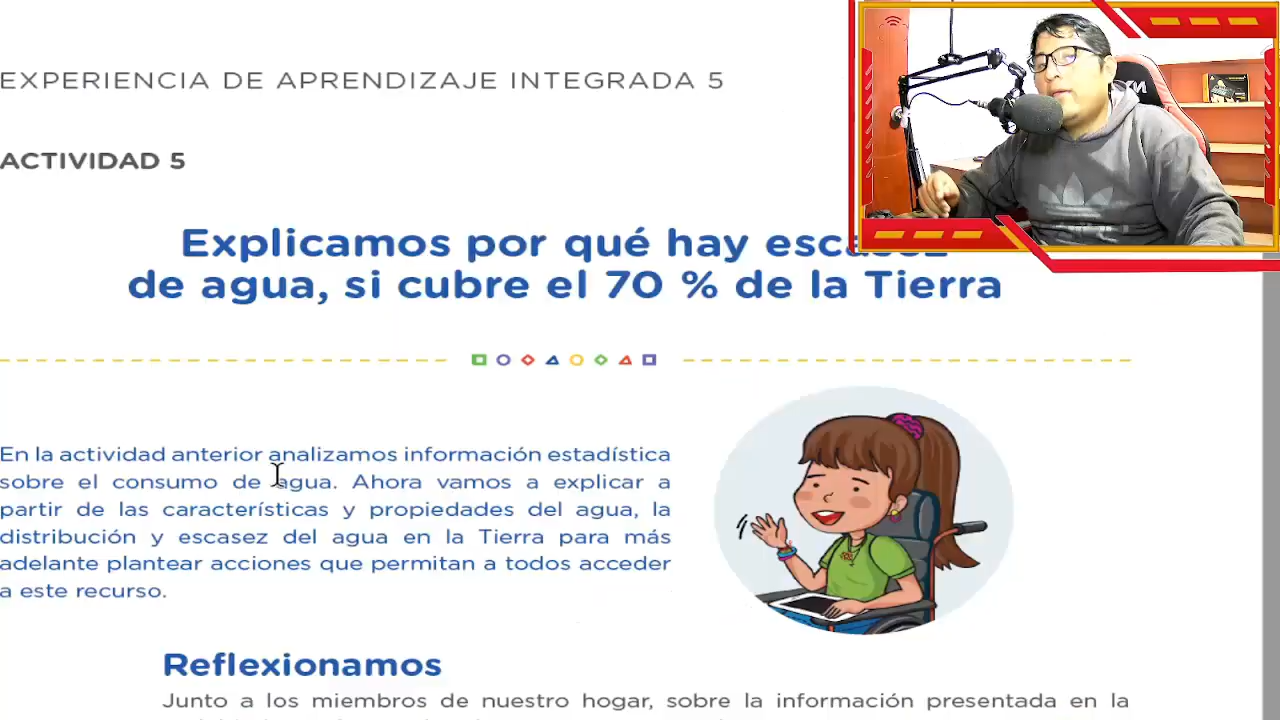 EXPERIENCIA DE APRENDIZAJE INTEGRADA 5
ACTIVIDAD 5
Explicamos por qué hay escasez
de agua, si cubre el 70 % de la Tierra
En la actividad anterior analizamos información estadística
sobre el consumo de agua. Ahora vamos a explicar a
partir de las características y propiedades del agua, la
distribución y escasez del agua en la Tierra para más
adelante plantear acciones que permitan a todos acceder
a este recurso.
Reflexionamos
Junto a los miembros de nuestro hogar, sobre la información presentada en la